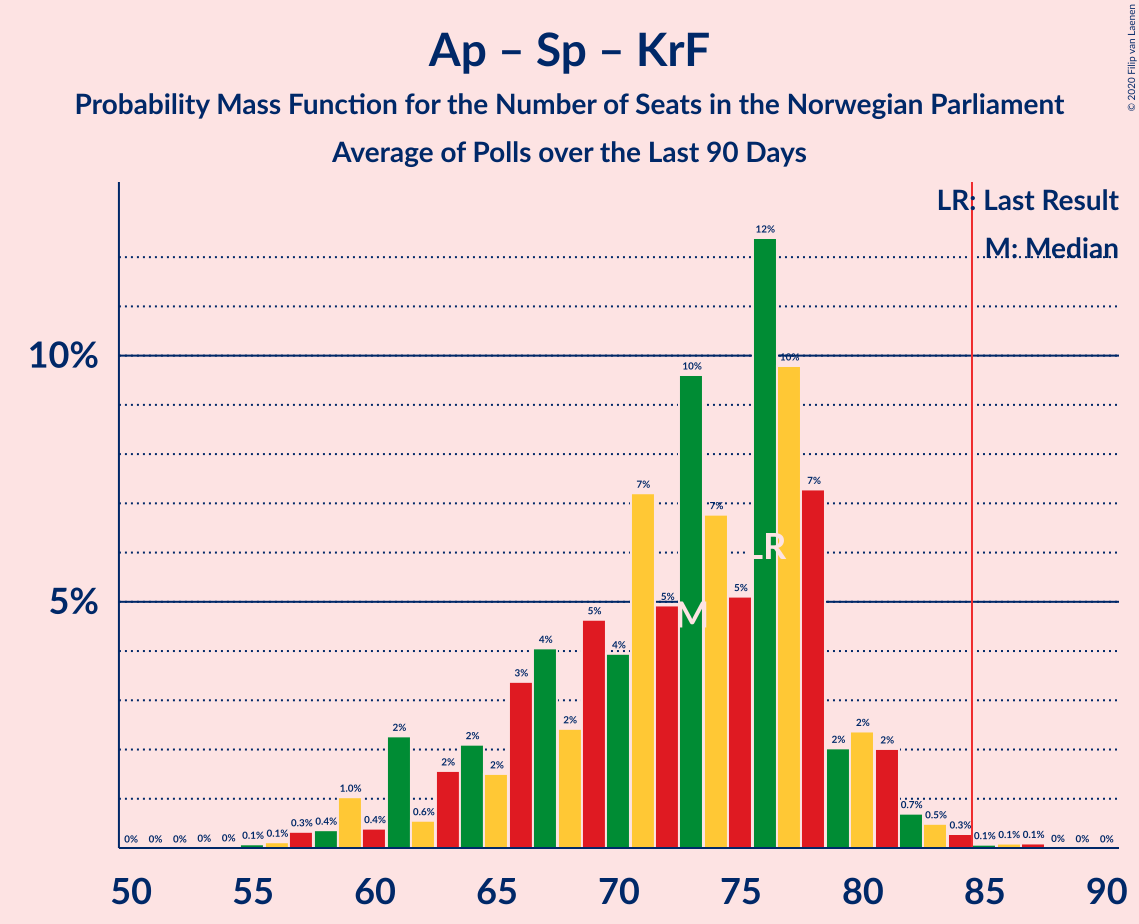 Ap – Sp – KrF
Probability Mass Function for the Number of Seats in the Norwegian Parliament
Average of Polls over the Last 90 Days
© 2020 Filip van Laenen
LR: Last Result
M: Median
10%
5%
0% 0% 0% 0% 0% 0.1% 0.1% 0.3% 0.4% 1.0% 0.4% 2% 0.6% 2% 2% 2% 3% 4% 2% 5% 4% 7% 5% 10% 7% 5% 12% 10% 7% 2% 2% 2% 0.7% 0.5% 0.3% 0.1% 0.1% 0.1% 0% 0% 0%
LR
M
50 55 60 65 70 75 80 85 90